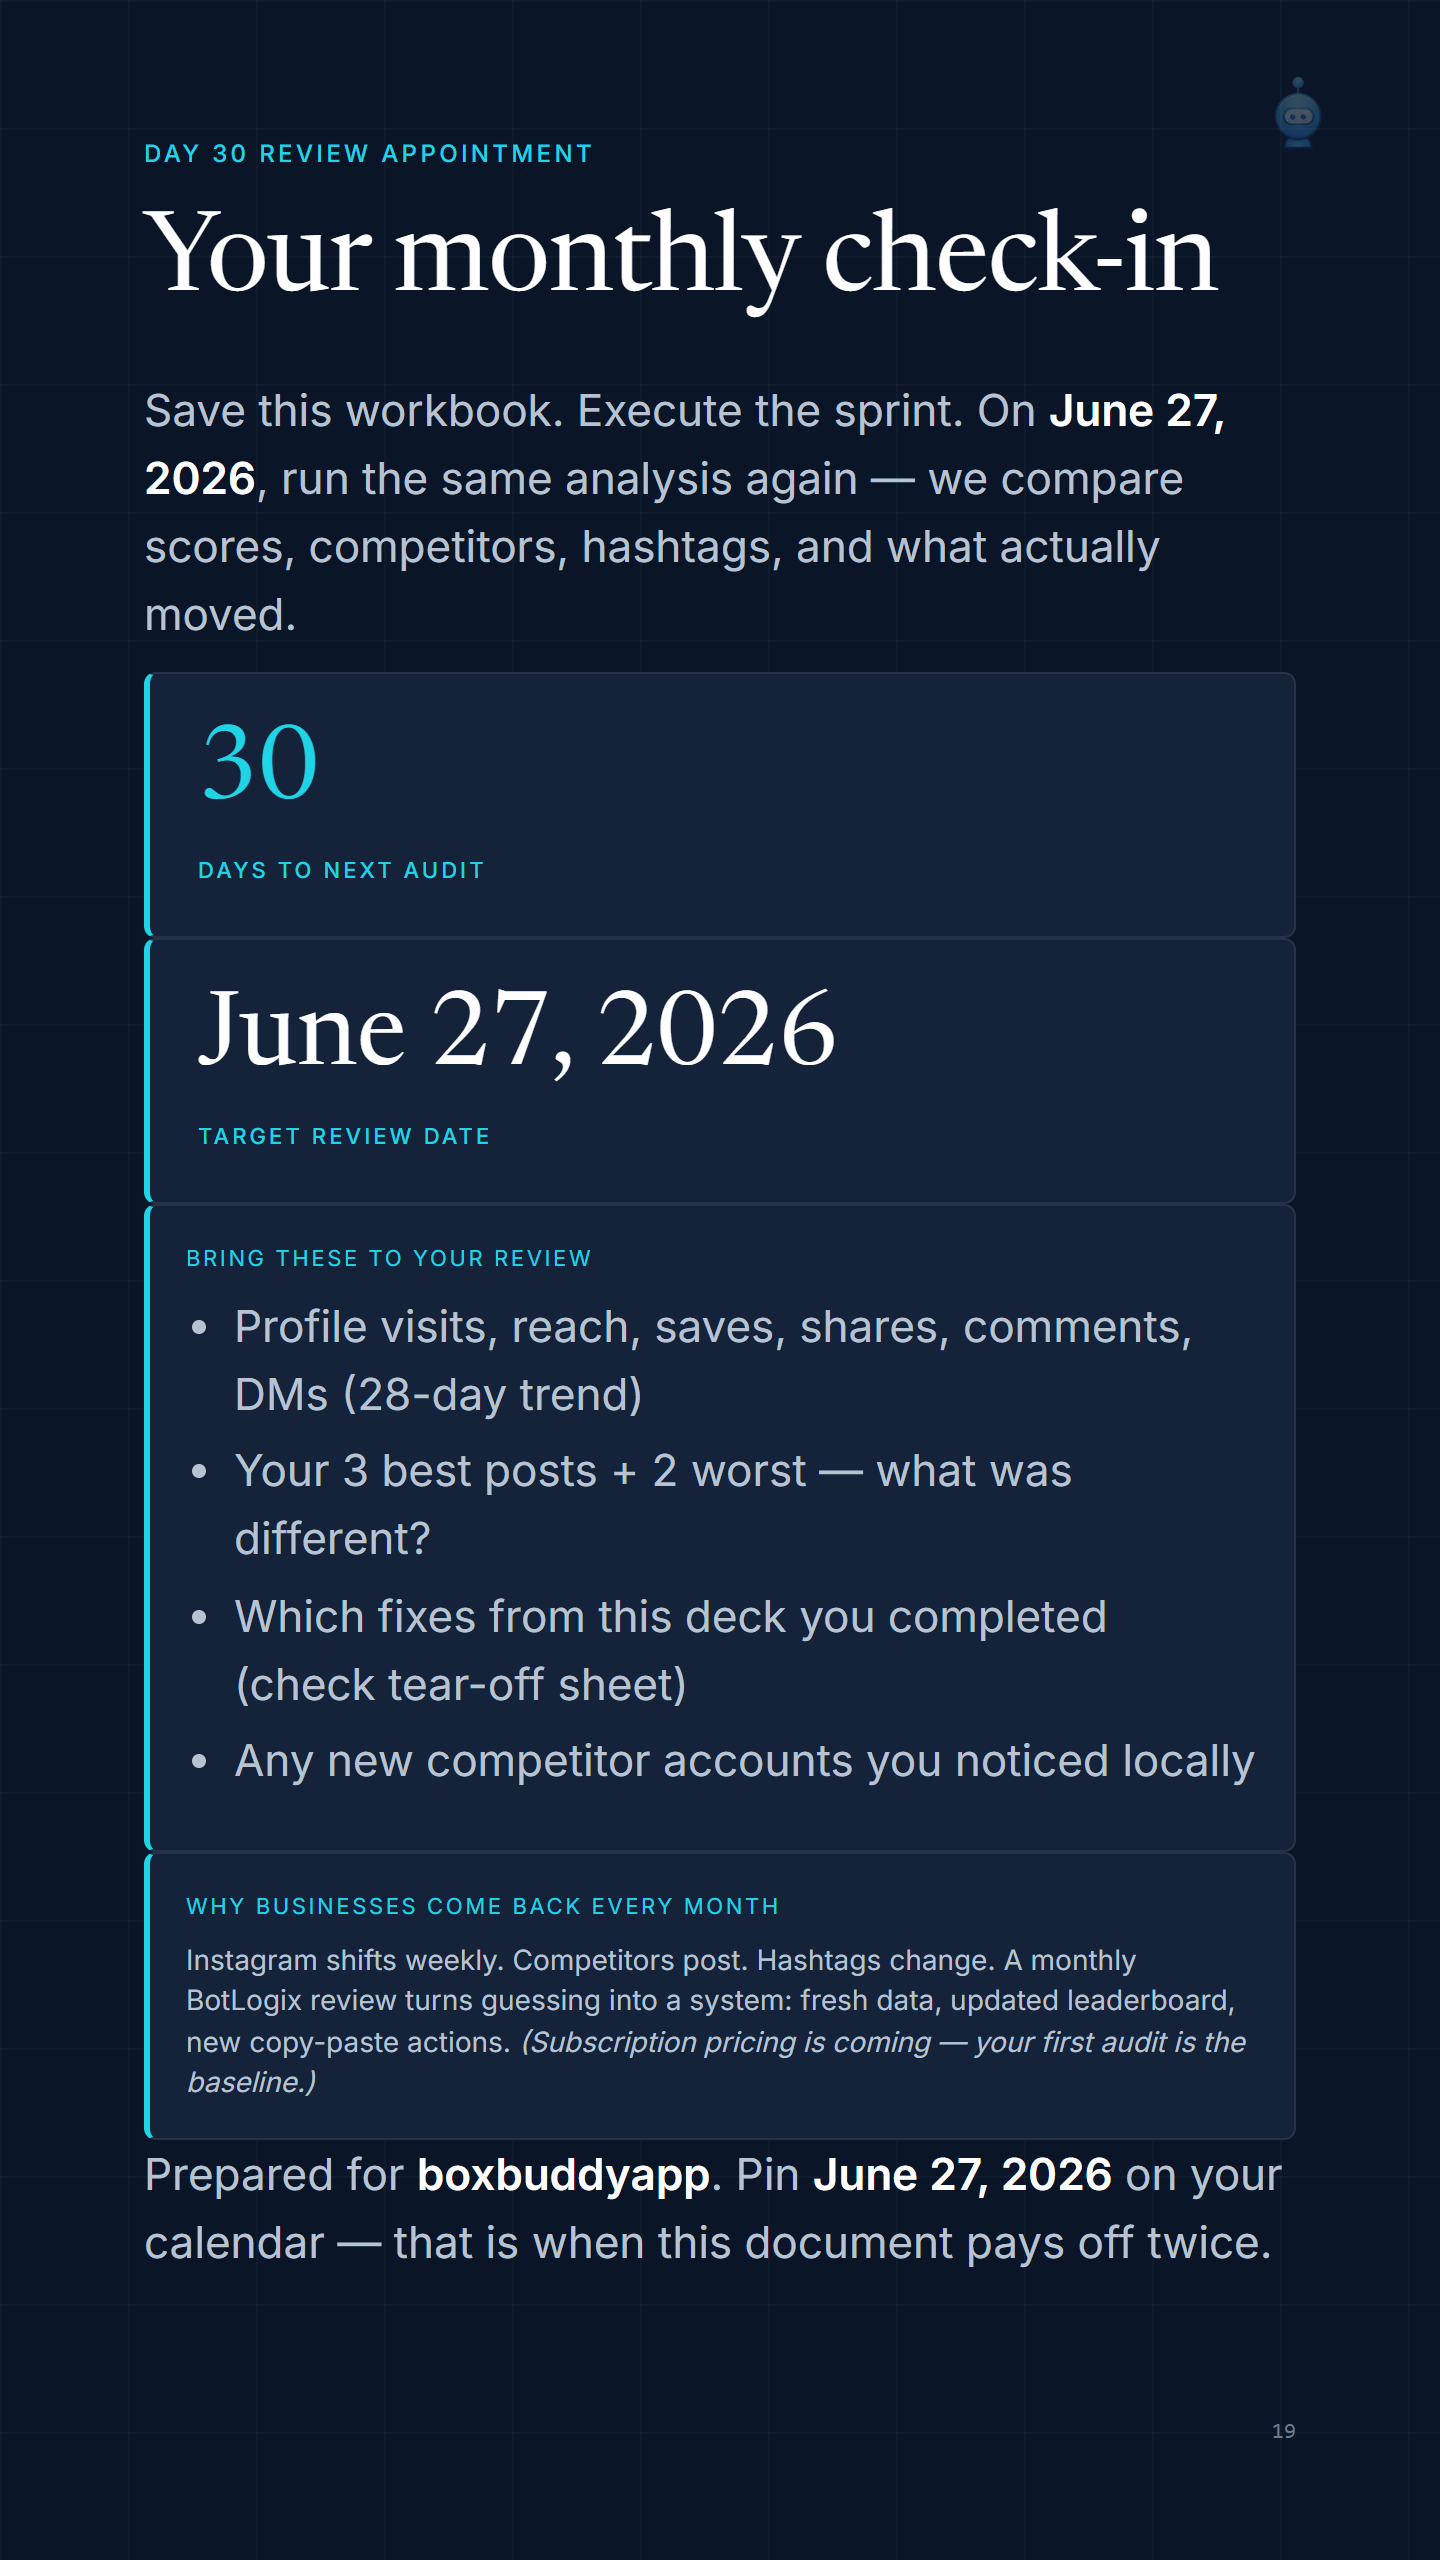 DAY 30 REVIEW APPOINTMENT
Your monthly check-in
Save this workbook. Execute the sprint. On June 27,
2026, run the same analysis again — we compare
scores, competitors, hashtags, and what actually
moved.
30
DAYS TO NEXT AUDIT
June 27, 2026
TARGET REVIEW DATE
BRING THESE TO YOUR REVIEW
• Profile visits, reach, saves, shares, comments,
DMs (28-day trend)
• Your 3 best posts + 2 worst — what was
different?
• Which fixes from this deck you completed
(check tear-off sheet)
• Any new competitor accounts you noticed locally
WHY BUSINESSES COME BACK EVERY MONTH
Instagram shifts weekly. Competitors post. Hashtags change. A monthly
BotLogix review turns guessing into a system: fresh data, updated leaderboard,
new copy-paste actions. (Subscription pricing is coming — your first audit is the
baseline.)
Prepared for boxbuddyapp. Pin June 27, 2026 on your
calendar — that is when this document pays off twice.
19